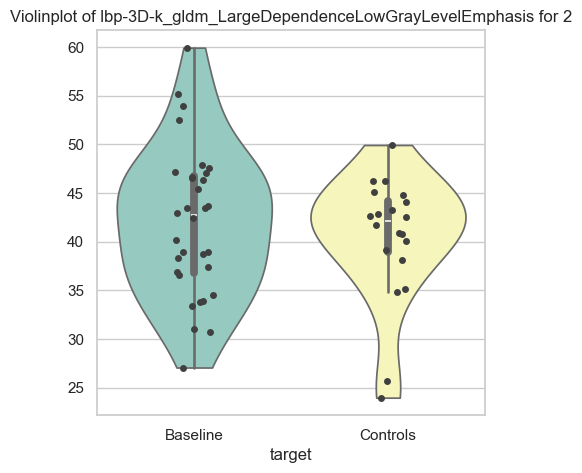 Violinplot of lbp-3D-k_gldm_LargeDependenceLowGrayLevelEmphasis for 2
60
55
50
45
40
35
30
25
Baseline
Controls
target